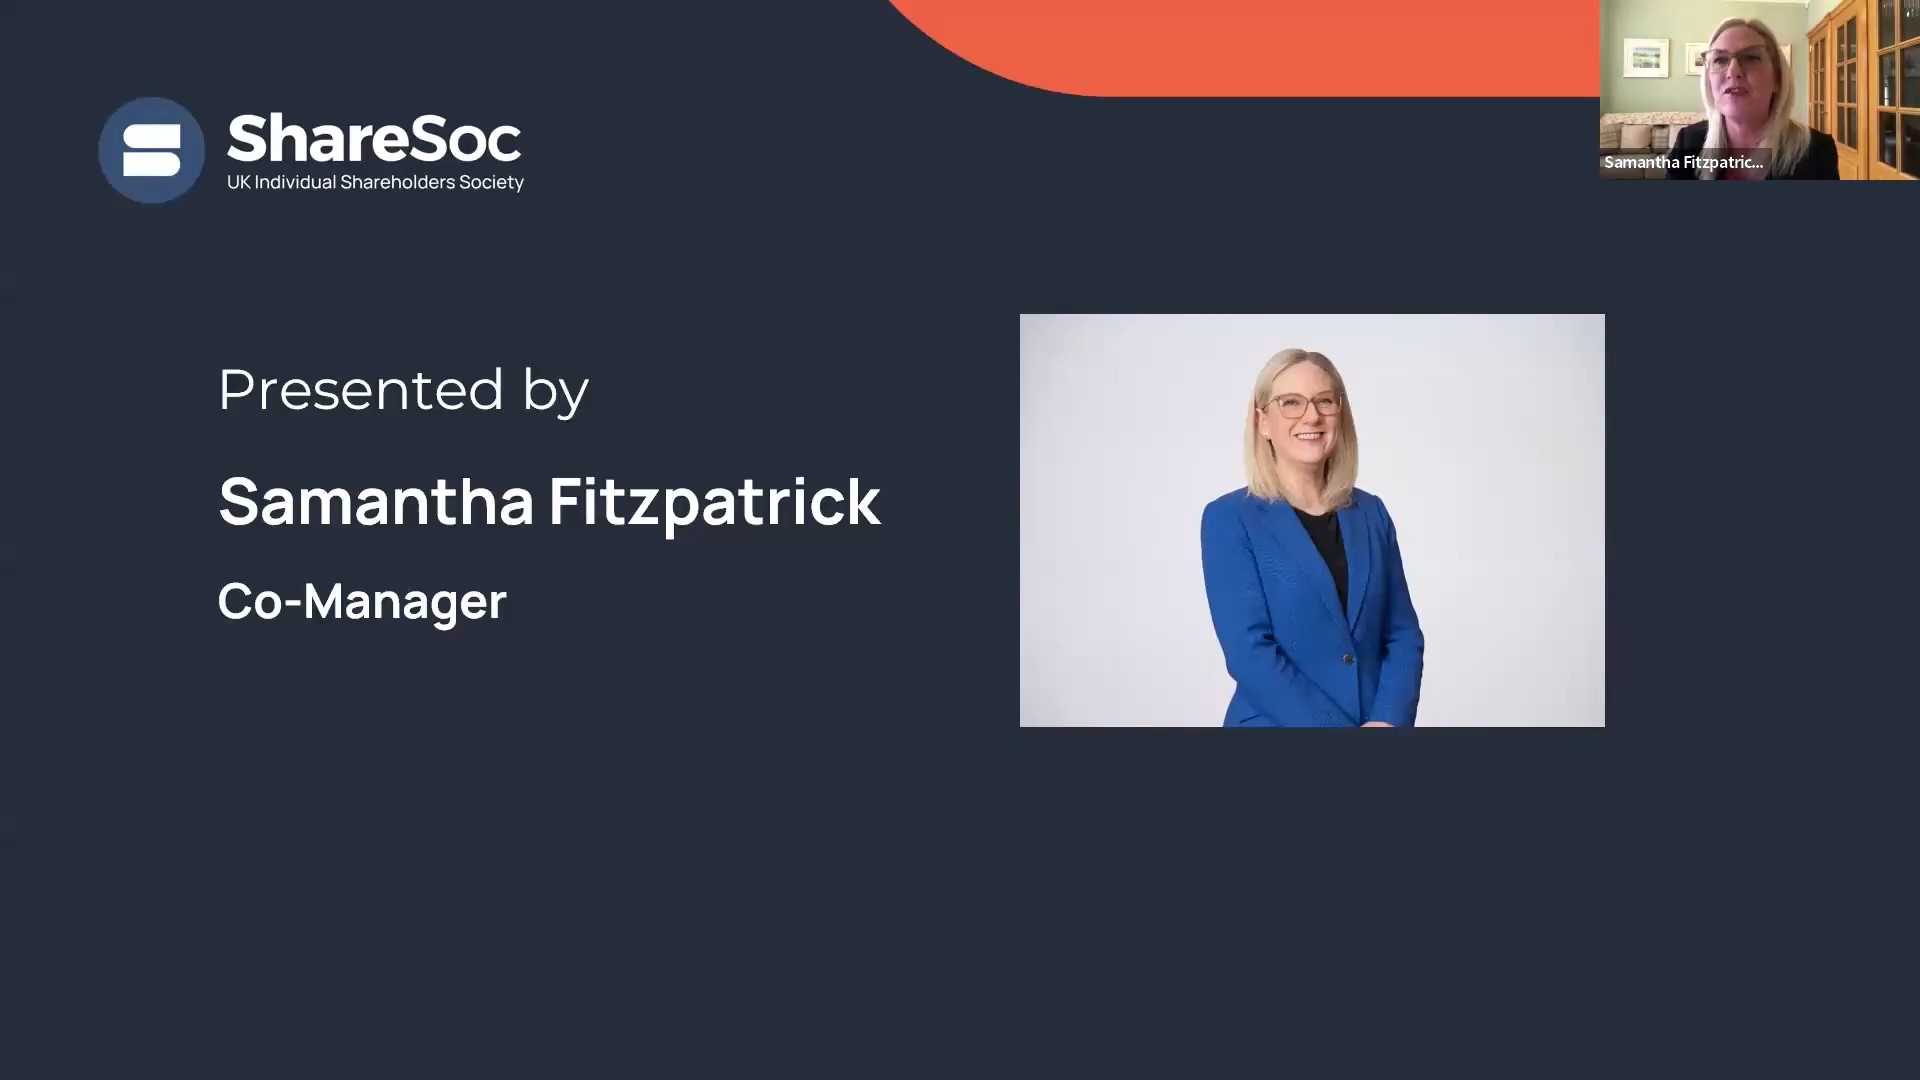 ShareSoc
UK Individual Shareholders Society
Samantha Fitzpatric...
Presented by
Samantha Fitzpatrick
Co-Manager